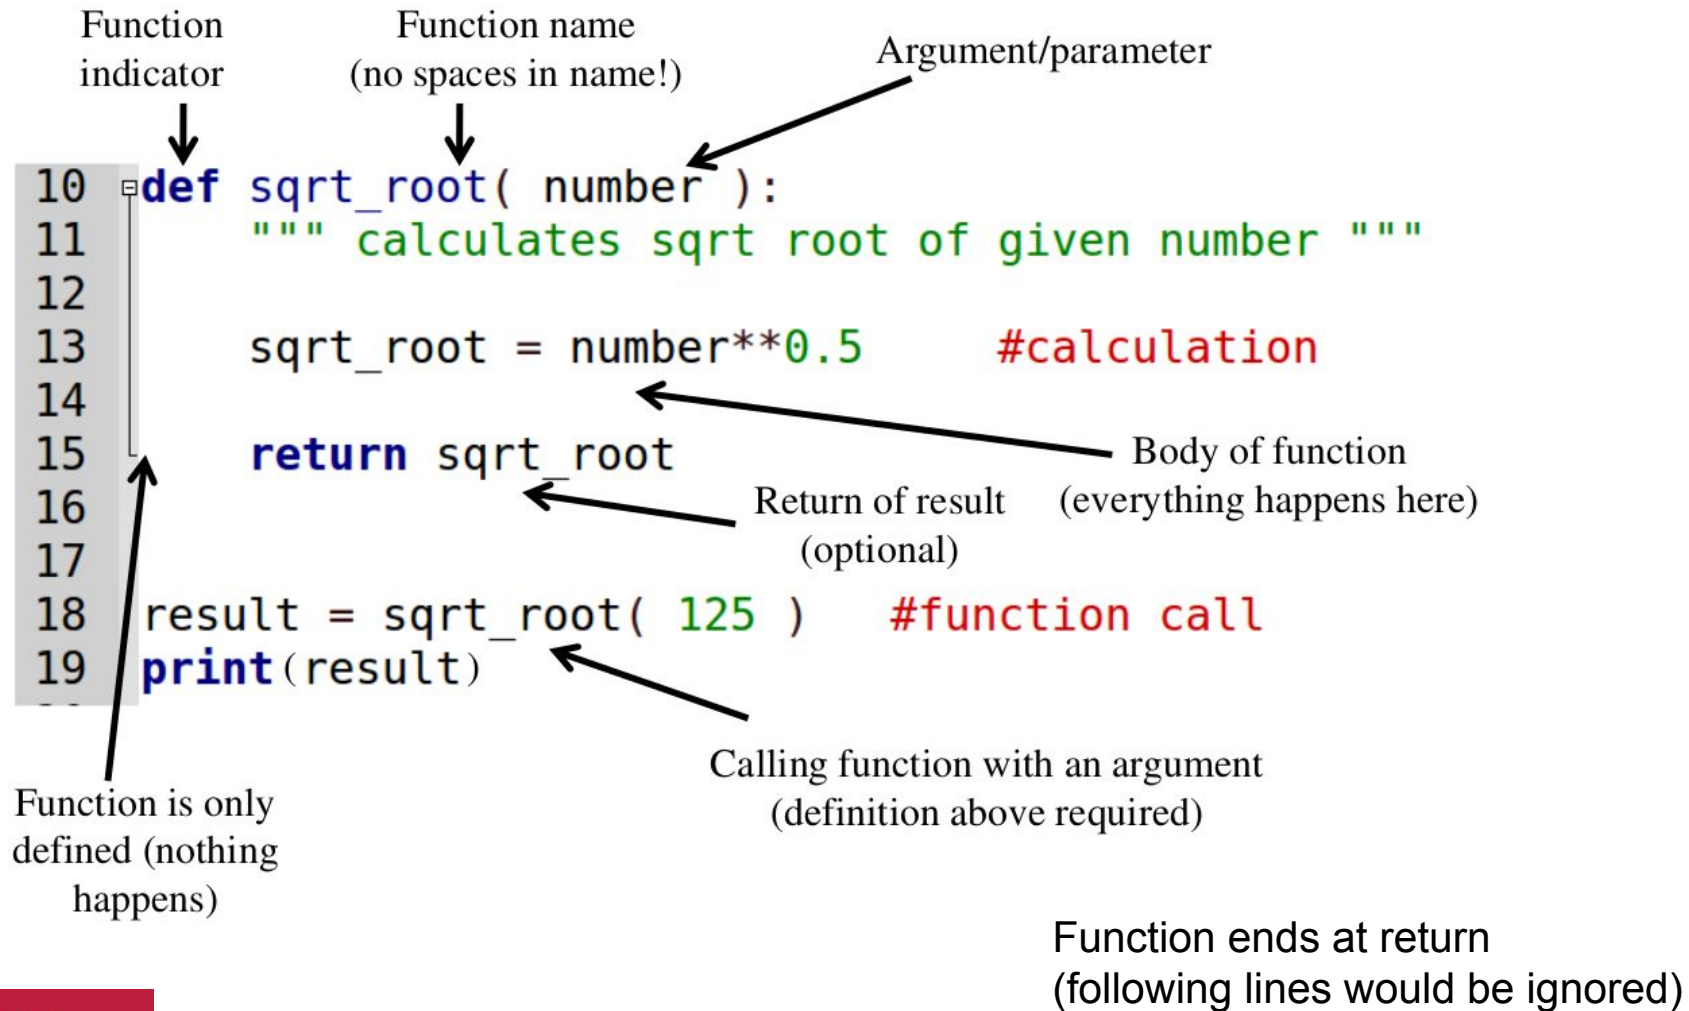 Function
indicator
Function name
(no spaces in name!)
Argument/parameter
10 def sqrt_root( number ):
11 """ calculates sqrt root of given number """
12
13 sqrt_root = number**0.5 #calculation
14
15 return sqrt_root
16
17
18 result = sqrt_root( 125 ) #function call
19 print(result)
Body of function
(everything happens here)
Return of result
(optional)
Calling function with an argument
(definition above required)
Function is only
defined (nothing
happens)
Function ends at return
(following lines would be ignored)